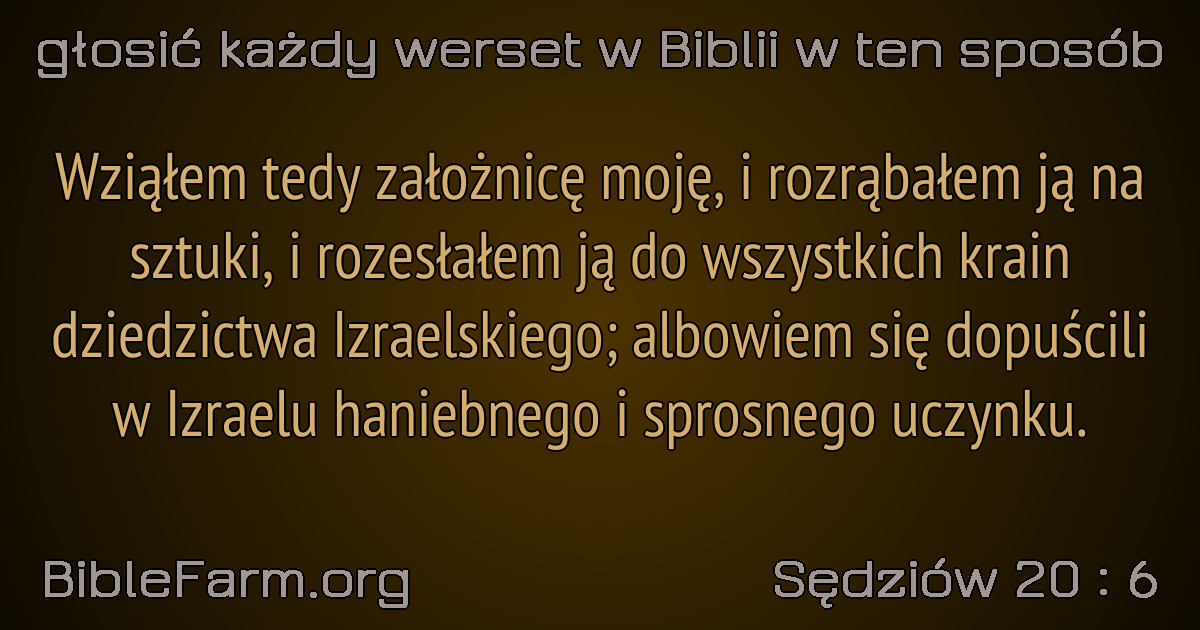 głosić każdy werset w Biblii w ten sposób
Wziąłem tedy założnicę moję, i rozrąbałem ją na
sztuki, i rozesłałem ją do wszystkich krain
dziedzictwa Izraelskiego; albowiem się dopuścili
w Izraelu haniebnego i sprosnego uczynku.
BibleFarm.org
Sędziów 20 : 6